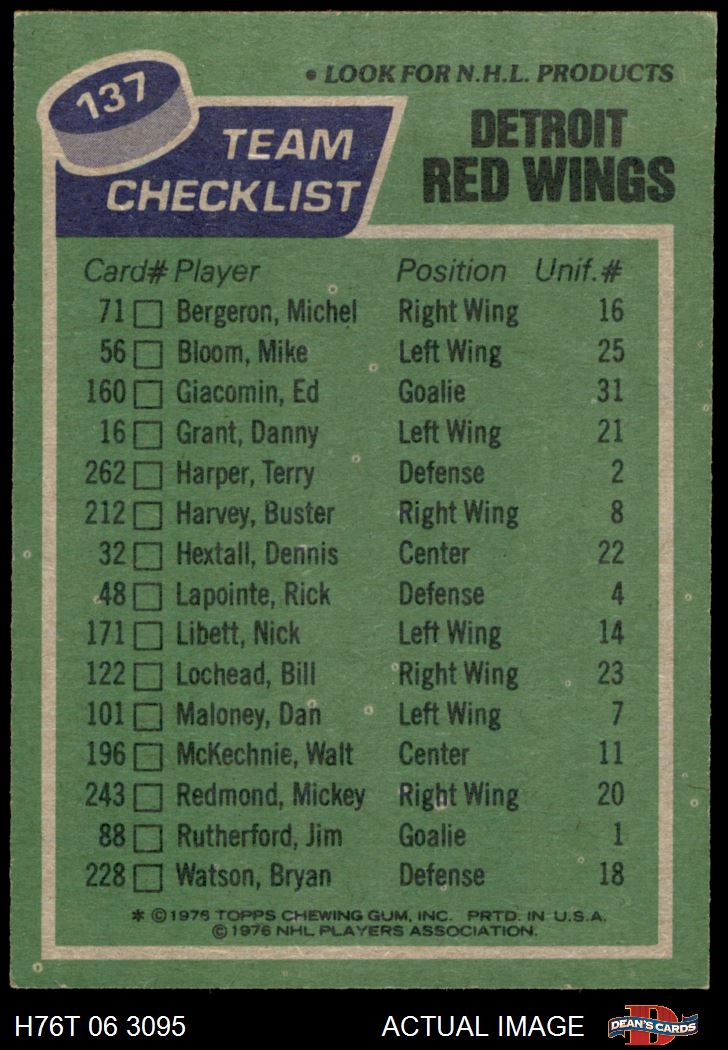 137
• LOOK FOR N.H.L. PRODUCTS
TEAM CHECKLIST
DETROIT
RED WINGS
Card# Player Position Unif.#
71 Bergeron, Michel Right Wing 16
56 Bloom, Mike Left Wing 25
160 Giacomin, Ed Goalie 31
16 Grant, Danny Left Wing 21
262 Harper, Terry Defense 2
212 Harvey, Buster Right Wing 8
32 Hextall, Dennis Center 22
48 Lapointe, Rick Defense 4
171 Libett, Nick Left Wing 14
122 Lochead, Bill Right Wing 23
101 Maloney, Dan Left Wing 7
196 McKechnie, Walt Center 11
243 Redmond, Mickey Right Wing 20
88 Rutherford, Jim Goalie 1
228 Watson, Bryan Defense 18
* © 1976 TOPPS CHEWING GUM, INC. PRTD. IN U.S.A.
© 1976 NHL PLAYERS ASSOCIATION.
H76T 06 3095 ACTUAL IMAGE DEAN'S CARDS